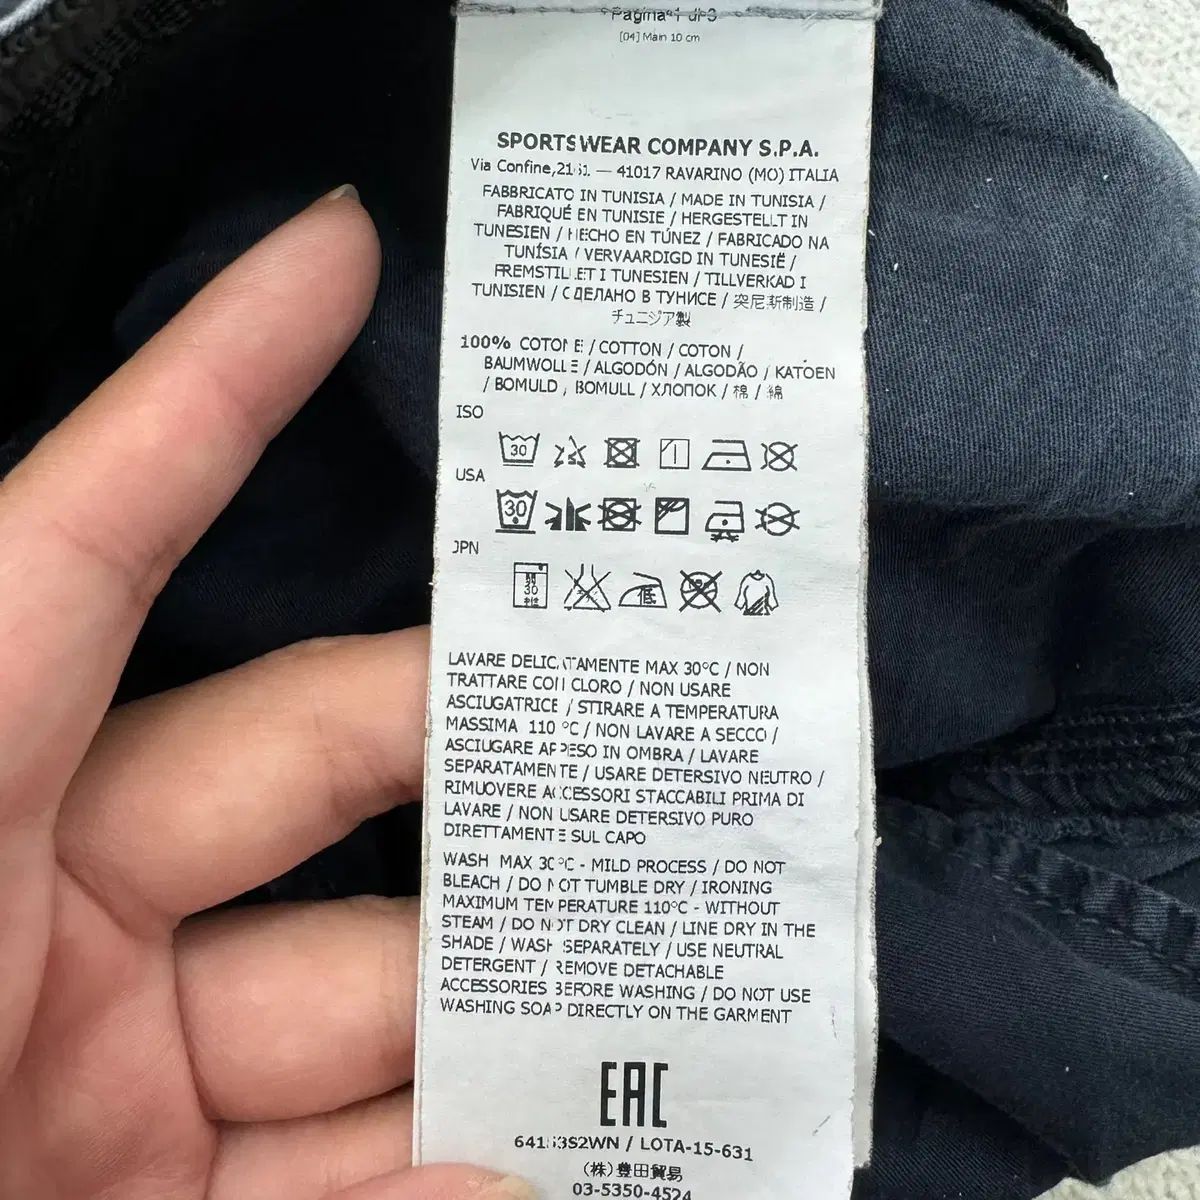 [04] Main 10 cm
SPORTSWEAR COMPANY S.P.A.
Via Confine, — 41017 RAVARINO (MO) ITALIA
FABBRICATO IN TUNISIA / MADE IN TUNISIA /
FABRIQUÉ EN TUNISIE / HERGESTELLT IN
TUNESIEN / HECHO EN TÚNEZ / FABRICADO NA
TUNÍSIA / VERVAARDIGD IN TUNESIË /
FREMSTILLET I TUNESIEN / TILLVERKAD I
TUNISIEN / СДЕЛАНО В ТУНИСЕ / 突尼斯制造 /
チュニジア製
100% COTONE / COTTON / COTON /
BAUMWOLLE / ALGODÓN / ALGODÃO / KATOEN
/ BOMULD / BOMULL / ХЛОПОК / 棉 / 綿
ISO
30
USA
30
JPN
30
低
LAVARE DELICATAMENTE MAX 30°C / NON
TRATTARE CON CLORO / NON USARE
ASCIUGATRICE / STIRARE A TEMPERATURA
MASSIMA 110 °C / NON LAVARE A SECCO /
ASCIUGARE APPESO IN OMBRA / LAVARE
SEPARATAMENTE / USARE DETERSIVO NEUTRO /
RIMUOVERE ACCESSORI STACCABILI PRIMA DI
LAVARE / NON USARE DETERSIVO PURO
DIRETTAMENTE SUL CAPO
WASH MAX 30°C - MILD PROCESS / DO NOT
BLEACH / DO NOT TUMBLE DRY / IRONING
MAXIMUM TEMPERATURE 110°C - WITHOUT
STEAM / DO NOT DRY CLEAN / LINE DRY IN THE
SHADE / WASH SEPARATELY / USE NEUTRAL
DETERGENT / REMOVE DETACHABLE
ACCESSORIES BEFORE WASHING / DO NOT USE
WASHING SOAP DIRECTLY ON THE GARMENT
EAC
/ LOTA-15-631
(株)豊田貿易
03-5350-4524